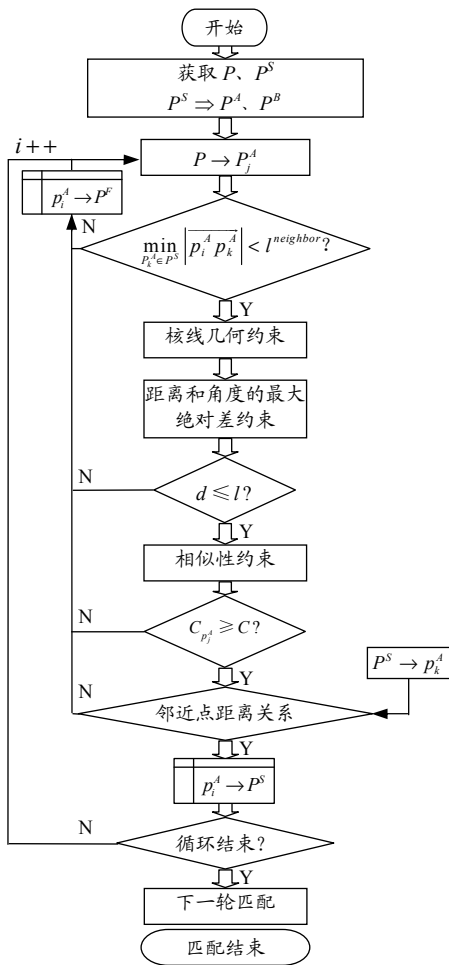 开始
获取 P、P^S
P^S ⇒ P^A、P^B
i++
P → P_j^A
p_i^A → P^F
N
min_{P_k^A∈P^S} |p_i^A p_k^A| < l^{neighbor}?
Y
核线几何约束
距离和角度的最大
绝对差约束
N
d ≤ l?
Y
相似性约束
N
C_{p_j^A} ≥ C?
Y
P^S → p_k^A
N
邻近点距离关系
Y
p_i^A → P^S
N
循环结束?
Y
下一轮匹配
匹配结束